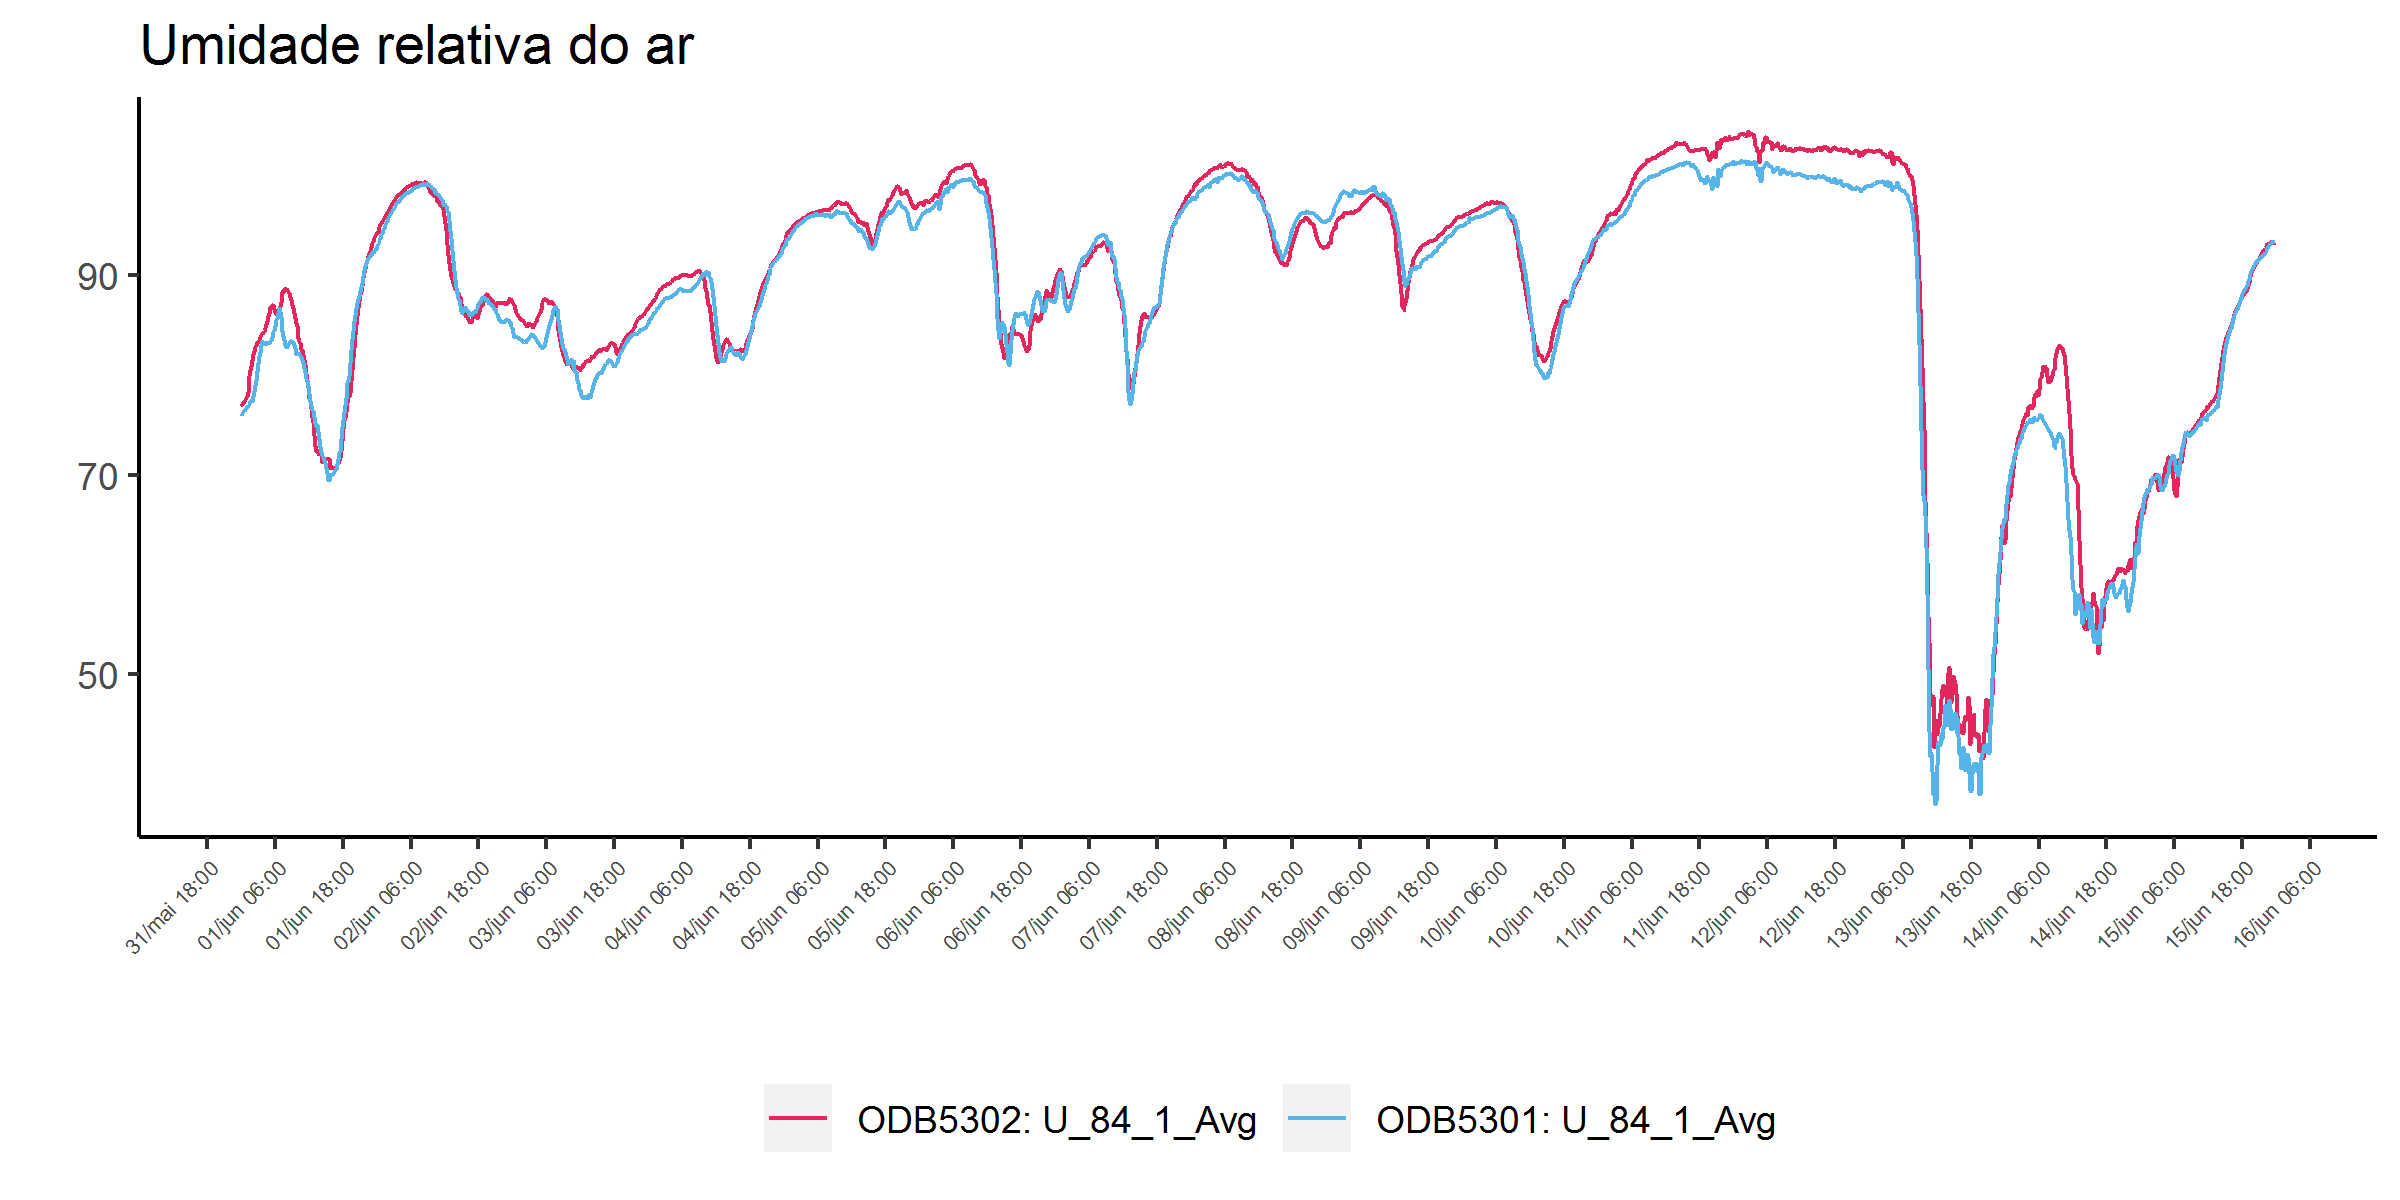 Umidade relativa do ar
90
70
50
31/mai 18:00
01/jun 06:00
01/jun 18:00
02/jun 06:00
02/jun 18:00
03/jun 06:00
03/jun 18:00
04/jun 06:00
04/jun 18:00
05/jun 06:00
05/jun 18:00
06/jun 06:00
06/jun 18:00
07/jun 06:00
07/jun 18:00
08/jun 06:00
08/jun 18:00
09/jun 06:00
09/jun 18:00
10/jun 06:00
10/jun 18:00
11/jun 06:00
11/jun 18:00
12/jun 06:00
12/jun 18:00
13/jun 06:00
13/jun 18:00
14/jun 06:00
14/jun 18:00
15/jun 06:00
15/jun 18:00
16/jun 06:00
ODB5302: U_84_1_Avg
ODB5301: U_84_1_Avg